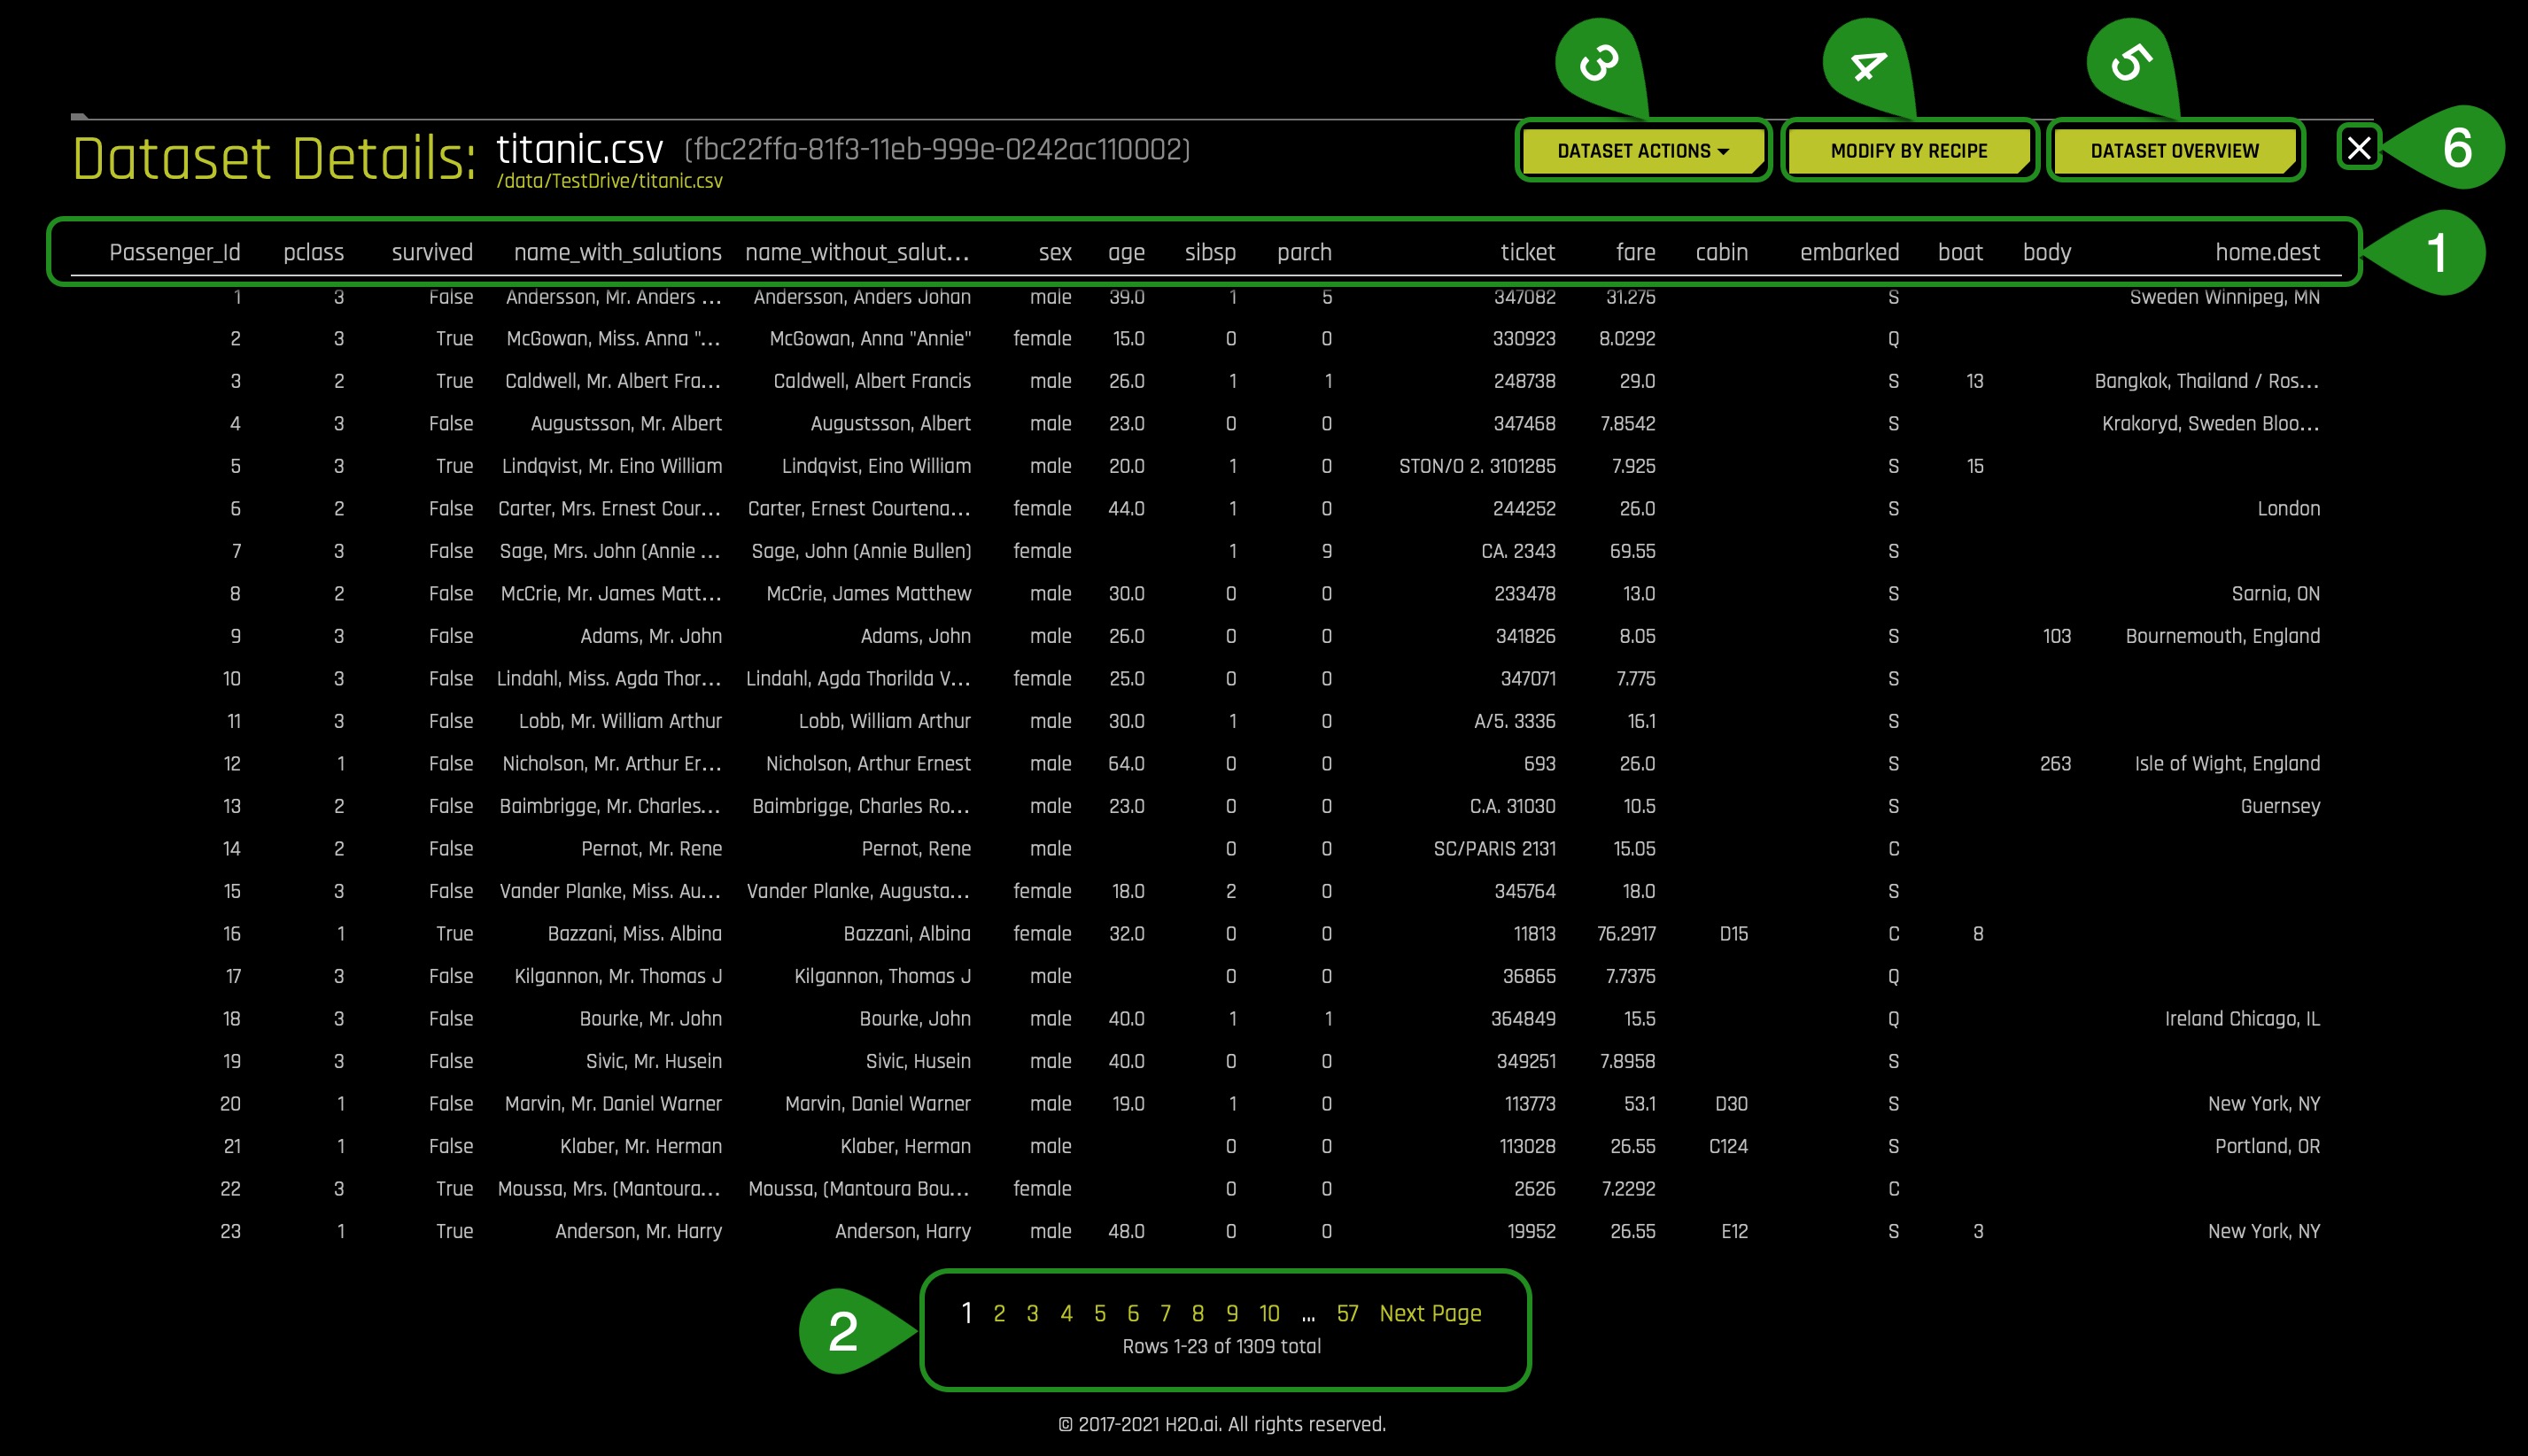 3 4 5
Dataset Details: titanic.csv (fbc22ffa-81f3-11eb-999e-0242ac110002) DATASET ACTIONS MODIFY BY RECIPE DATASET OVERVIEW 6
/data/TestDrive/titanic.csv
Passenger_Id pclass survived name_with_salutions name_without_salut... sex age sibsp parch ticket fare cabin embarked boat body home.dest 1
1 3 False Andersson, Mr. Anders ... Andersson, Anders Johan male 39.0 1 5 347082 31.275 S Sweden Winnipeg, MN
2 3 True McGowan, Miss. Anna "... McGowan, Anna "Annie" female 15.0 0 0 330923 8.0292 Q
3 2 True Caldwell, Mr. Albert Fra... Caldwell, Albert Francis male 26.0 1 1 248738 29.0 S 13 Bangkok, Thailand / Ros...
4 3 False Augustsson, Mr. Albert Augustsson, Albert male 23.0 0 0 347468 7.8542 S Krakoryd, Sweden Bloo...
5 3 True Lindqvist, Mr. Eino William Lindqvist, Eino William male 20.0 1 0 STON/O 2. 3101285 7.925 S 15
6 2 False Carter, Mrs. Ernest Cour... Carter, Ernest Courtena... female 44.0 1 0 244252 26.0 S London
7 3 False Sage, Mrs. John (Annie ... Sage, John (Annie Bullen) female 1 9 CA. 2343 69.55 S
8 2 False McCrie, Mr. James Matt... McCrie, James Matthew male 30.0 0 0 233478 13.0 S Sarnia, ON
9 3 False Adams, Mr. John Adams, John male 26.0 0 0 341826 8.05 S 103 Bournemouth, England
10 3 False Lindahl, Miss. Agda Thor... Lindahl, Agda Thorilda V... female 25.0 0 0 347071 7.775 S
11 3 False Lobb, Mr. William Arthur Lobb, William Arthur male 30.0 1 0 A/5. 3336 16.1 S
12 1 False Nicholson, Mr. Arthur Er... Nicholson, Arthur Ernest male 64.0 0 0 693 26.0 S 263 Isle of Wight, England
13 2 False Baimbrigge, Mr. Charles... Baimbrigge, Charles Ro... male 23.0 0 0 C.A. 31030 10.5 S Guernsey
14 2 False Pernot, Mr. Rene Pernot, Rene male 0 0 SC/PARIS 2131 15.05 C
15 3 False Vander Planke, Miss. Au... Vander Planke, Augusta... female 18.0 2 0 345764 18.0 S
16 1 True Bazzani, Miss. Albina Bazzani, Albina female 32.0 0 0 11813 76.2917 D15 C 8
17 3 False Kilgannon, Mr. Thomas J Kilgannon, Thomas J male 0 0 36865 7.7375 Q
18 3 False Bourke, Mr. John Bourke, John male 40.0 1 1 364849 15.5 Q Ireland Chicago, IL
19 3 False Sivic, Mr. Husein Sivic, Husein male 40.0 0 0 349251 7.8958 S
20 1 False Marvin, Mr. Daniel Warner Marvin, Daniel Warner male 19.0 1 0 113773 53.1 D30 S New York, NY
21 1 False Klaber, Mr. Herman Klaber, Herman male 0 0 113028 26.55 C124 S Portland, OR
22 3 True Moussa, Mrs. (Mantoura... Moussa, (Mantoura Bou... female 0 0 2626 7.2292 C
23 1 True Anderson, Mr. Harry Anderson, Harry male 48.0 0 0 19952 26.55 E12 S 3 New York, NY
2 1 2 3 4 5 6 7 8 9 10 ... 57 Next Page
Rows 1-23 of 1309 total
© 2017-2021 H2O.ai. All rights reserved.